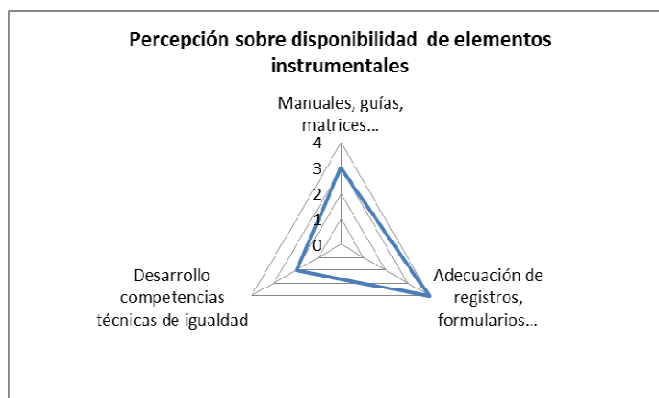 Percepción sobre disponibilidad de elementos
instrumentales
Manuales, guías,
matrices...
4
3
2
1
0
Desarrollo
competencias
técnicas de igualdad
Adecuación de
registros,
formularios...